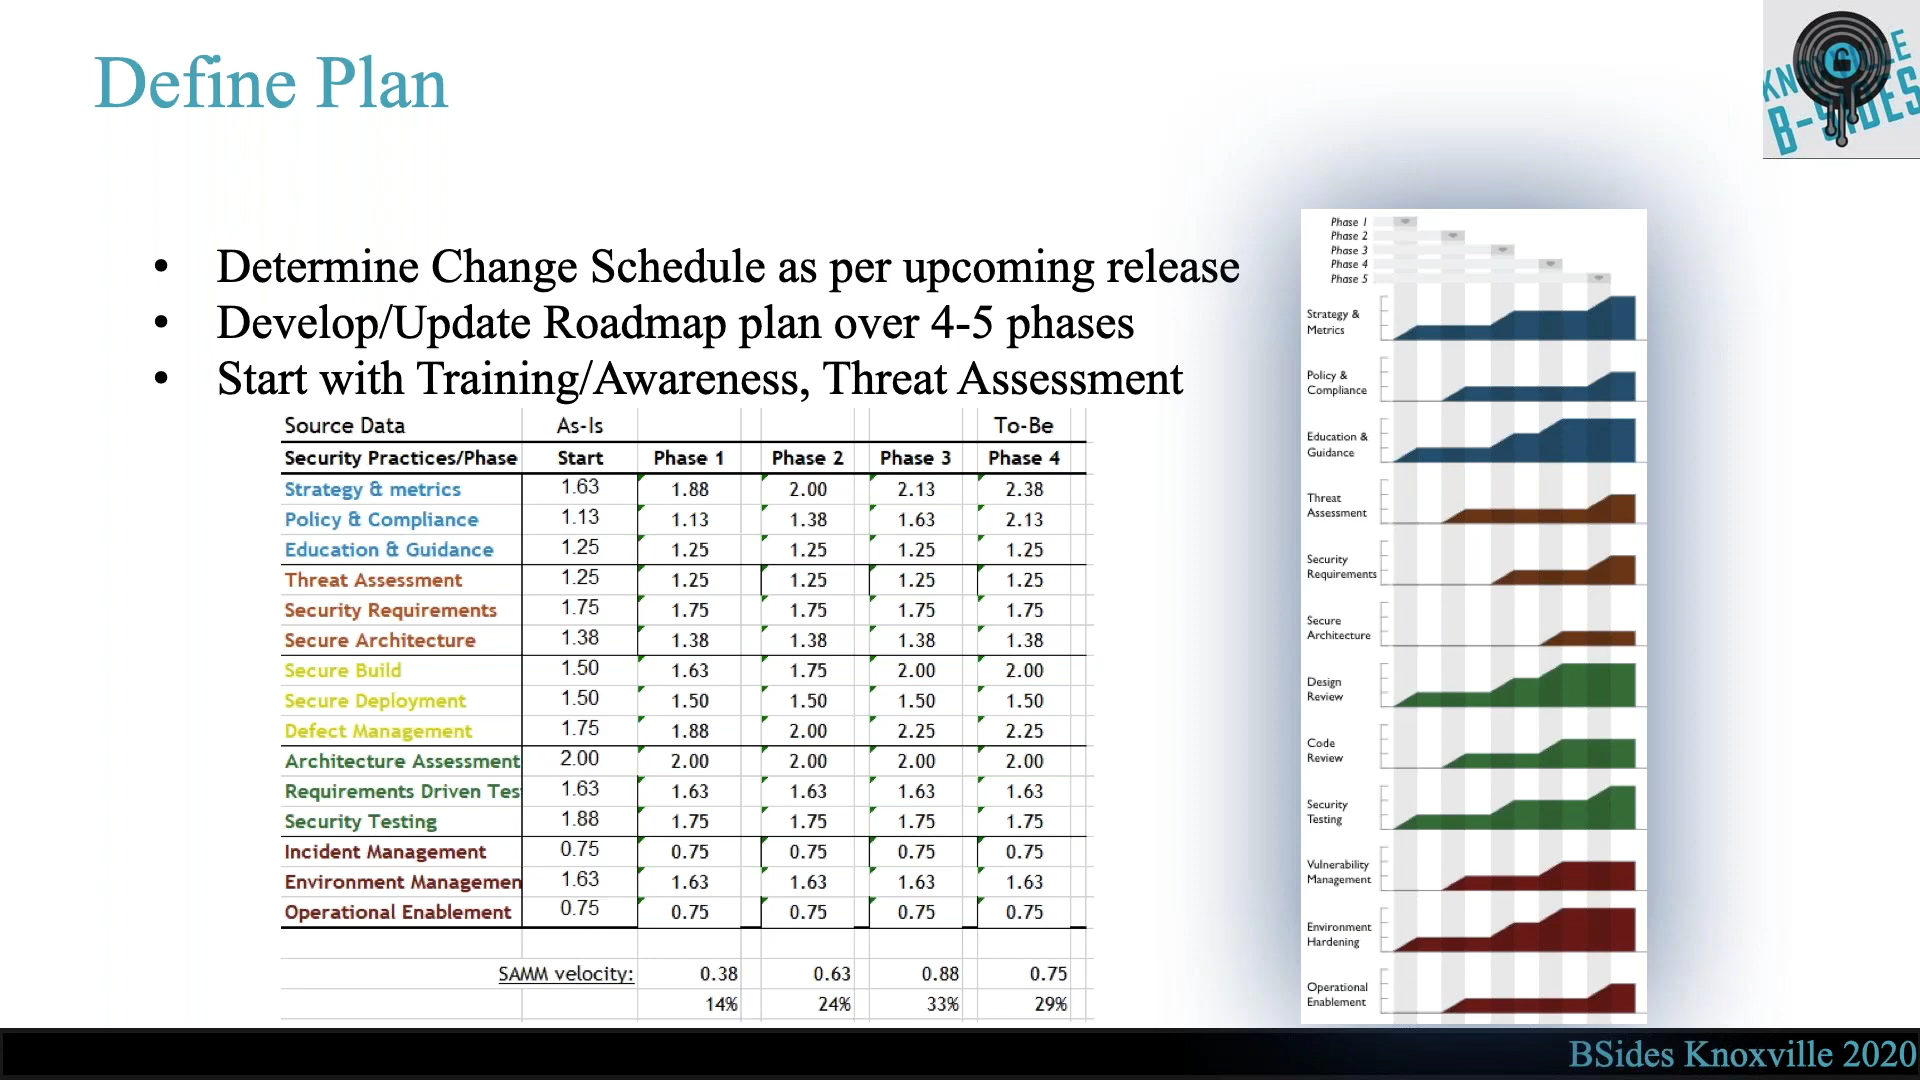 Define Plan
KNOXVILLE
B-SIDES
• Determine Change Schedule as per upcoming release
• Develop/Update Roadmap plan over 4-5 phases
• Start with Training/Awareness, Threat Assessment
Source Data As-Is To-Be
Security Practices/Phase Start Phase 1 Phase 2 Phase 3 Phase 4
Strategy & metrics 1.63 1.88 2.00 2.13 2.38
Policy & Compliance 1.13 1.13 1.38 1.63 2.13
Education & Guidance 1.25 1.25 1.25 1.25 1.25
Threat Assessment 1.25 1.25 1.25 1.25 1.25
Security Requirements 1.75 1.75 1.75 1.75 1.75
Secure Architecture 1.38 1.38 1.38 1.38 1.38
Secure Build 1.50 1.63 1.75 2.00 2.00
Secure Deployment 1.50 1.50 1.50 1.50 1.50
Defect Management 1.75 1.88 2.00 2.25 2.25
Architecture Assessment 2.00 2.00 2.00 2.00 2.00
Requirements Driven Tes 1.63 1.63 1.63 1.63 1.63
Security Testing 1.88 1.75 1.75 1.75 1.75
Incident Management 0.75 0.75 0.75 0.75 0.75
Environment Managemen 1.63 1.63 1.63 1.63 1.63
Operational Enablement 0.75 0.75 0.75 0.75 0.75
SAMM velocity: 0.38 0.63 0.88 0.75
14% 24% 33% 29%
Phase 1
Phase 2
Phase 3
Phase 4
Phase 5
Strategy &
Metrics
Policy &
Compliance
Education &
Guidance
Threat
Assessment
Security
Requirements
Secure
Architecture
Design
Review
Code
Review
Security
Testing
Vulnerability
Management
Environment
Hardening
Operational
Enablement
BSides Knoxville 2020